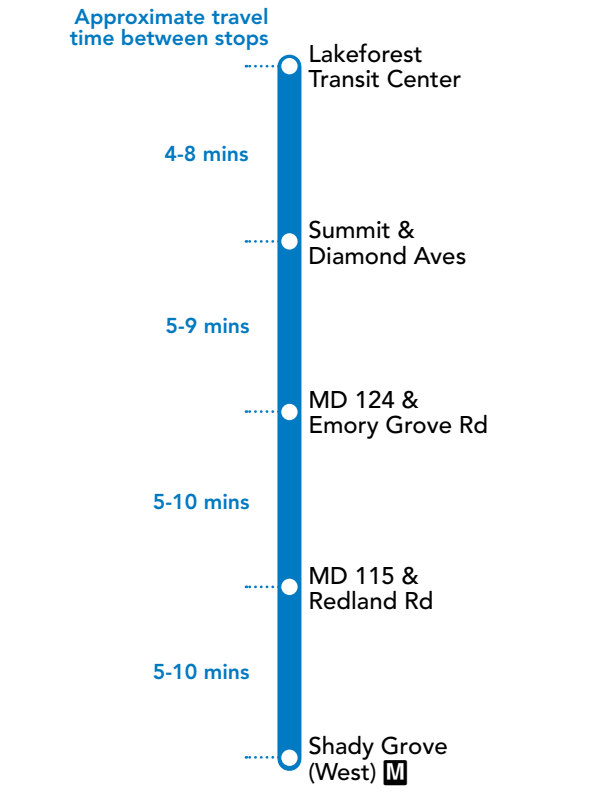 Approximate travel
time between stops
Lakeforest
Transit Center
4-8 mins
Summit &
Diamond Aves
5-9 mins
MD 124 &
Emory Grove Rd
5-10 mins
MD 115 &
Redland Rd
5-10 mins
Shady Grove
(West) M